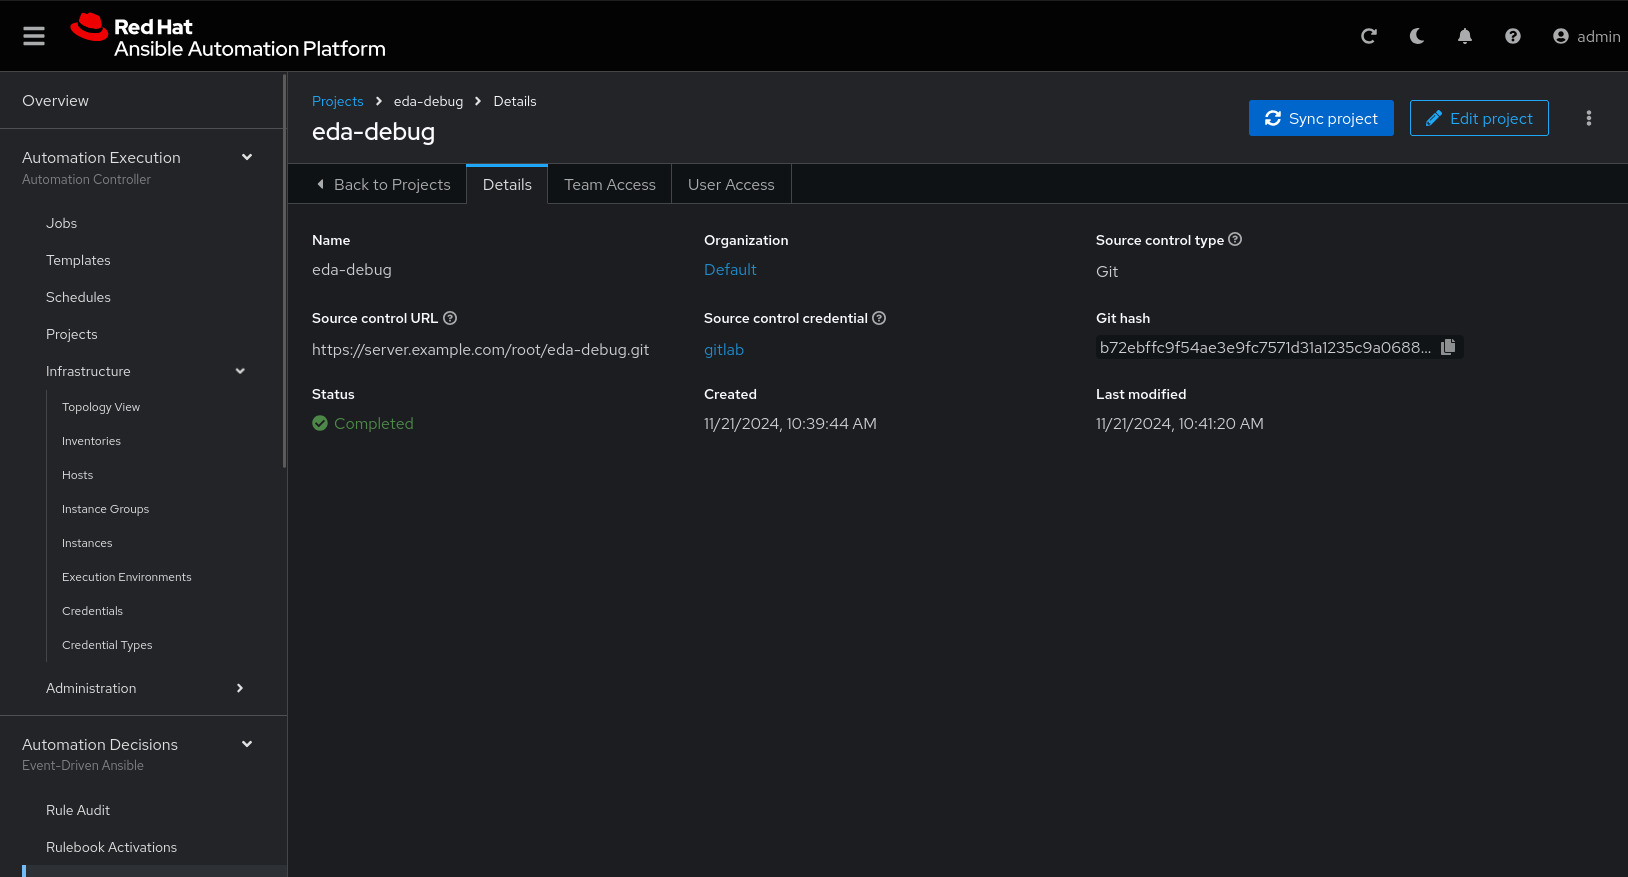 Red Hat
Ansible Automation Platform
admin
Overview
Automation Execution
Automation Controller
Jobs
Templates
Schedules
Projects
Infrastructure
Topology View
Inventories
Hosts
Instance Groups
Instances
Execution Environments
Credentials
Credential Types
Administration
Automation Decisions
Event-Driven Ansible
Rule Audit
Rulebook Activations
Projects > eda-debug > Details
eda-debug
Sync project
Edit project
Back to Projects
Details
Team Access
User Access
Name
eda-debug
Organization
Default
Source control type
Git
Source control URL
https://server.example.com/root/eda-debug.git
Source control credential
gitlab
Git hash
b72ebffc9f54ae3e9fc7571d31a1235c9a0688...
Status
Completed
Created
11/21/2024, 10:39:44 AM
Last modified
11/21/2024, 10:41:20 AM